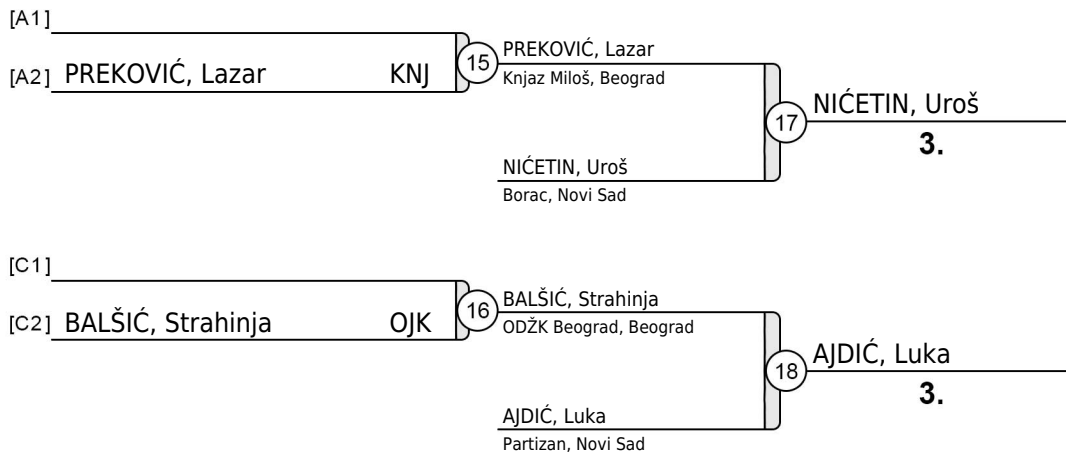 [A1]
[A2] PREKOVIĆ, Lazar KNJ
15
PREKOVIĆ, Lazar
Knjaz Miloš, Beograd
17
NIĆETIN, Uroš
3.
NIĆETIN, Uroš
Borac, Novi Sad
[C1]
[C2] BALŠIĆ, Strahinja OJK
16
BALŠIĆ, Strahinja
ODŽK Beograd, Beograd
18
AJDIĆ, Luka
3.
AJDIĆ, Luka
Partizan, Novi Sad